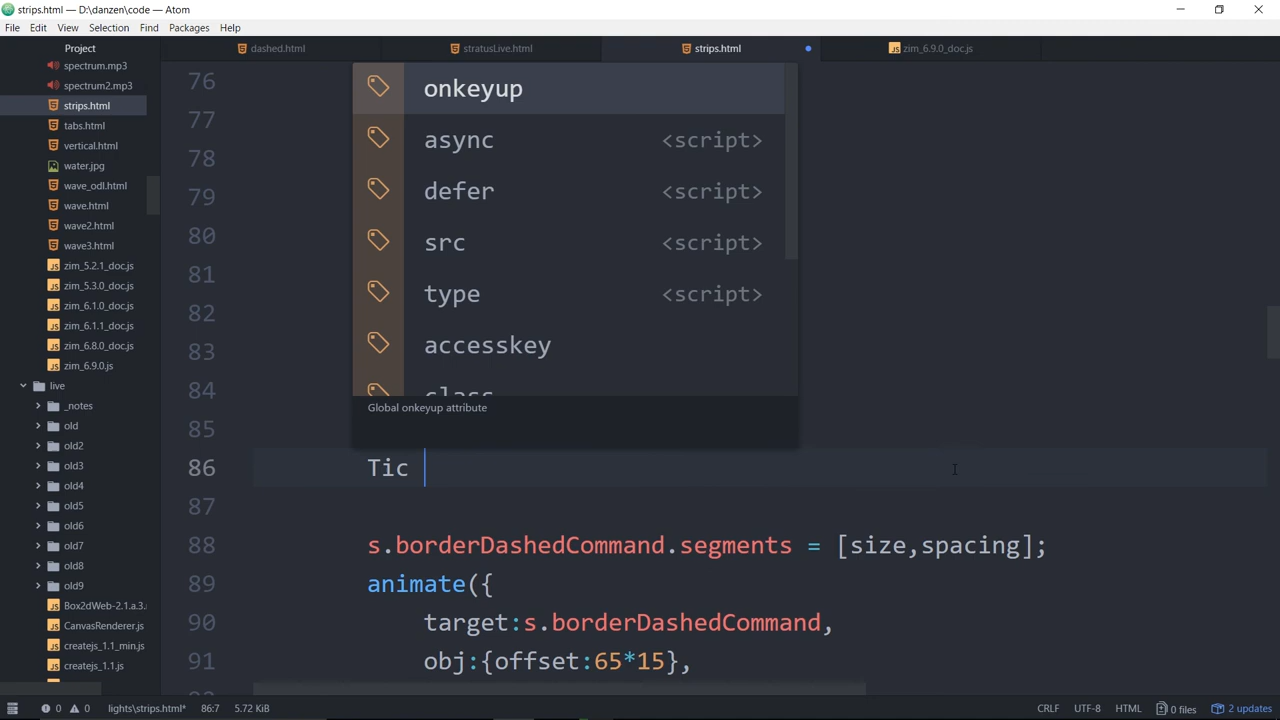 strips.html — D:\danzen\code — Atom
File Edit View Selection Find Packages Help
Project
dashed.html
stratusLive.html
strips.html
zim_6.9.0_doc.js
spectrum.mp3
spectrum2.mp3
strips.html
tabs.html
vertical.html
water.jpg
wave_odl.html
wave.html
wave2.html
wave3.html
zim_5.2.1_doc.js
zim_5.3.0_doc.js
zim_6.1.0_doc.js
zim_6.1.1_doc.js
zim_6.8.0_doc.js
zim_6.9.0.js
live
_notes
old
old2
old3
old4
old5
old6
old7
old8
old9
Box2dWeb-2.1.a.3.
CanvasRenderer.js
createjs_1.1_min.js
createjs_1.1.js
76
77
78
79
80
81
82
83
84
85
onkeyup
async <script>
defer <script>
src <script>
type <script>
accesskey
class
Global onkeyup attribute
86 Tic
87
88 s.borderDashedCommand.segments = [size,spacing];
89 animate({
90 target:s.borderDashedCommand,
91 obj:{offset:65*15},
0 0 lights\strips.html* 86:7 5.72 KiB CRLF UTF-8 HTML 0 files 2 updates